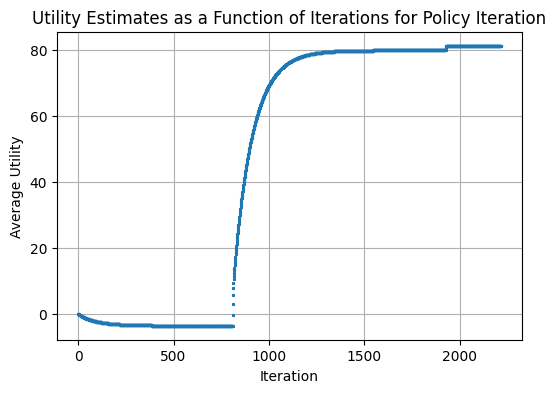 Utility Estimates as a Function of Iterations for Policy Iteration
80
60
40
20
0
Average Utility
0 500 1000 1500 2000
Iteration